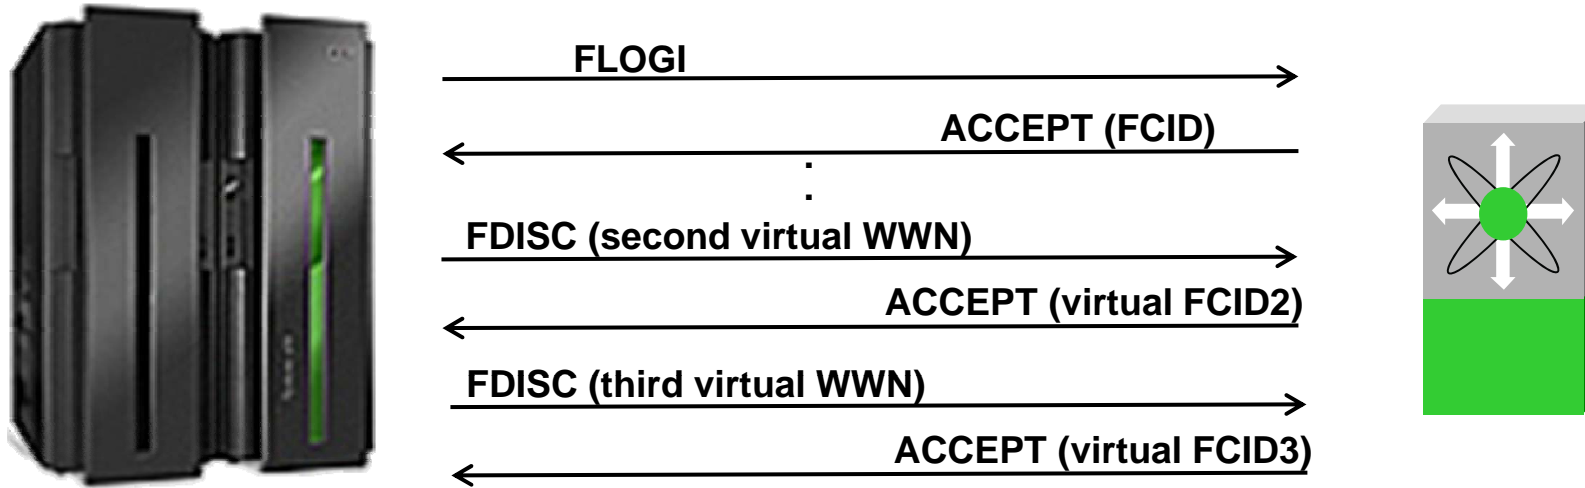 FLOGI
ACCEPT (FCID)
.
.
FDISC (second virtual WWN)
ACCEPT (virtual FCID2)
FDISC (third virtual WWN)
ACCEPT (virtual FCID3)